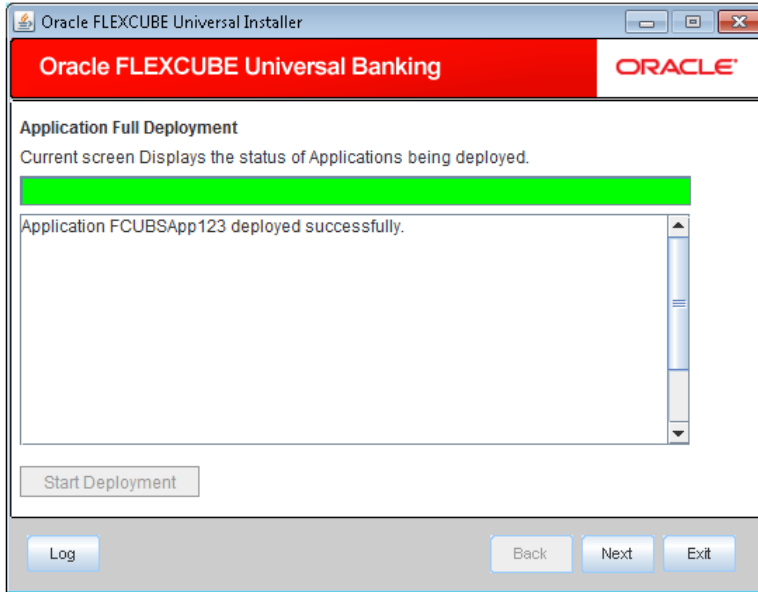 Oracle FLEXCUBE Universal Installer
Oracle FLEXCUBE Universal Banking
ORACLE
Application Full Deployment
Current screen Displays the status of Applications being deployed.
Application FCUBSApp123 deployed successfully.
Start Deployment
Log
Back
Next
Exit